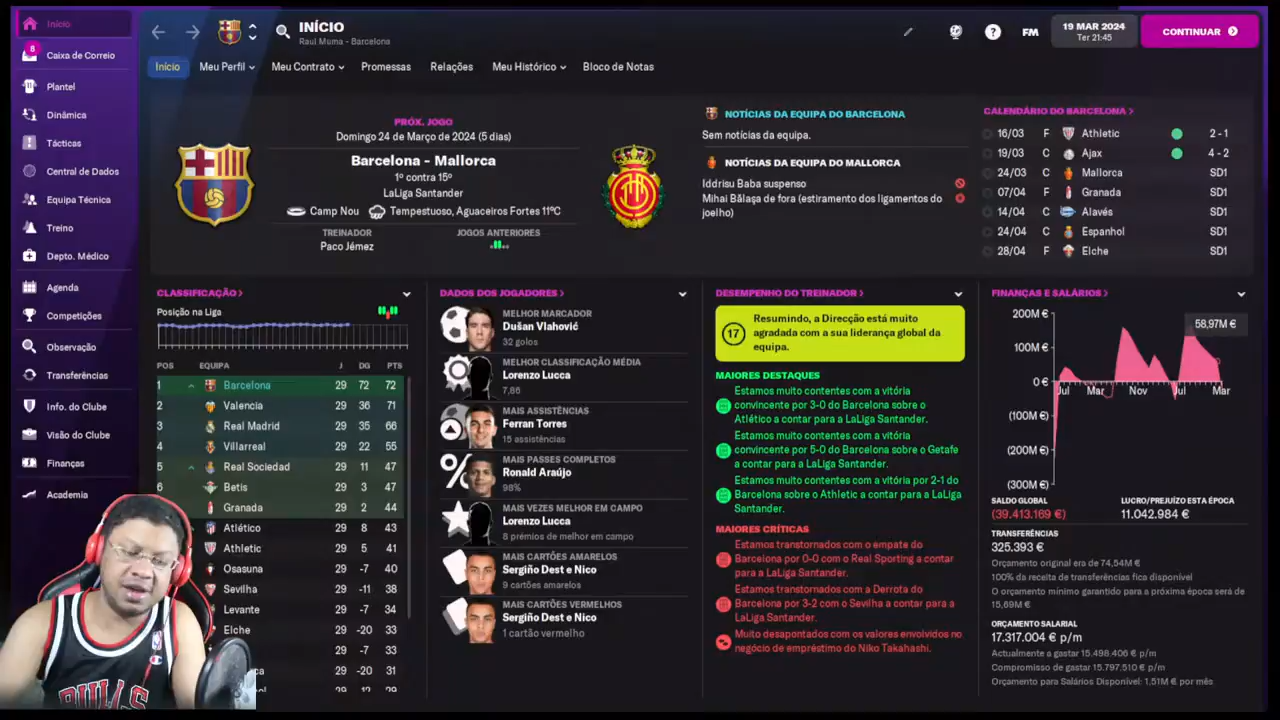 Início
8
Caixa de Correio
Plantel
Dinâmica
Tácticas
Central de Dados
Equipa Técnica
Treino
Depto. Médico
Agenda
Competições
Observação
Transferências
Info. do Clube
Visão do Clube
Finanças
Academia
INÍCIO
Raul Muma - Barcelona
FM
19 MAR 2024
Ter 21:45
CONTINUAR
Início
Meu Perfil
Meu Contrato
Promessas
Relações
Meu Histórico
Bloco de Notas
PRÓX. JOGO
Domingo 24 de Março de 2024 (5 dias)
Barcelona - Mallorca
1º contra 15º
LaLiga Santander
Camp Nou
Tempestuoso, Aguaceiros Fortes 11ºC
TREINADOR
Paco Jémez
JOGOS ANTERIORES
NOTÍCIAS DA EQUIPA DO BARCELONA
Sem notícias da equipa.
NOTÍCIAS DA EQUIPA DO MALLORCA
Iddrisu Baba suspenso
Mihai Bălaşa de fora (estiramento dos ligamentos do
joelho)
CALENDÁRIO DO BARCELONA >
16/03 F Athletic 2 - 1
19/03 C Ajax 4 - 2
24/03 C Mallorca SD1
07/04 F Granada SD1
14/04 C Alavés SD1
24/04 C Espanhol SD1
28/04 F Elche SD1
CLASSIFICAÇÃO >
Posição na Liga
POS EQUIPA J DG PTS
1 Barcelona 29 72 72
2 Valencia 29 36 71
3 Real Madrid 29 35 66
4 Villarreal 29 22 55
5 Real Sociedad 29 11 47
6 Betis 29 3 47
Granada 29 2 44
Atlético 29 8 43
Athletic 29 5 41
Osasuna 29 -7 40
Sevilha 29 -11 38
Levante 29 -7 34
Elche 29 -20 33
29 -7 33
29 -20 31
29 -12 29
DADOS DOS JOGADORES >
MELHOR MARCADOR
Dušan Vlahović
32 golos
MELHOR CLASSIFICAÇÃO MÉDIA
Lorenzo Lucca
7,66
MAIS ASSISTÊNCIAS
Ferran Torres
15 assistências
MAIS PASSES COMPLETOS
Ronald Araújo
98%
MAIS VEZES MELHOR EM CAMPO
Lorenzo Lucca
8 prémios de melhor em campo
MAIS CARTÕES AMARELOS
Sergiño Dest e Nico
9 cartões amarelos
MAIS CARTÕES VERMELHOS
Sergiño Dest e Nico
1 cartão vermelho
DESEMPENHO DO TREINADOR >
17
Resumindo, a Direcção está muito
agradada com a sua liderança global da
equipa.
MAIORES DESTAQUES
Estamos muito contentes com a vitória
convincente por 3-0 do Barcelona sobre o
Atlético a contar para a LaLiga Santander.
Estamos muito contentes com a vitória
convincente por 5-0 do Barcelona sobre o Getafe
a contar para a LaLiga Santander.
Estamos muito contentes com a vitória por 2-1 do
Barcelona sobre o Athletic a contar para a LaLiga
Santander.
MAIORES CRÍTICAS
Estamos transtornados com o empate do
Barcelona por 0-0 com o Real Sporting a contar
para a LaLiga Santander.
Estamos transtornados com a Derrota do
Barcelona por 3-2 com o Sevilha a contar para a
LaLiga Santander.
Muito desapontados com os valores envolvidos no
negócio de empréstimo do Niko Takahashi.
FINANÇAS E SALÁRIOS >
200M €
58,97M €
100M €
0 €
Jul Mar Nov Jul Mar
(100M €)
(200M €)
(300M €)
SALDO GLOBAL
(39.413.169 €)
LUCRO/PREJUÍZO ESTA ÉPOCA
11.042.984 €
TRANSFERÊNCIAS
325.393 €
Orçamento original era de 74,54M €
100% da receita de transferências fica disponível
O orçamento mínimo garantido para a próxima época será de
15,69M €
ORÇAMENTO SALARIAL
17.317.004 € p/m
Actualmente a gastar 15.498.406 € p/m
Compromisso de gastar 15.797.510 € p/m
Orçamento para Salários Disponível: 1,51M € por mês
BULLS